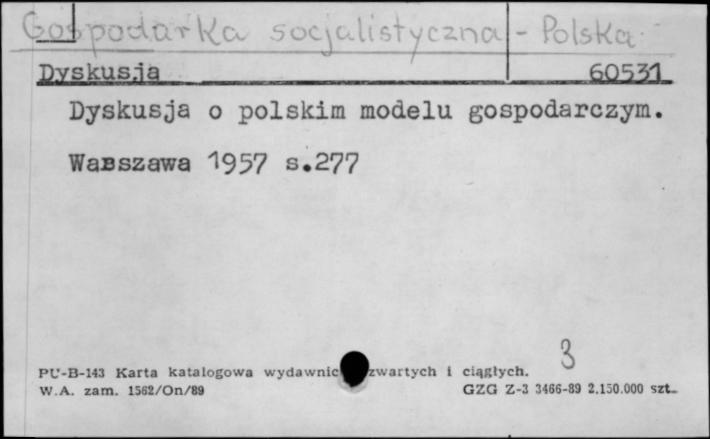 Gospodarka socjalistyczna - Polska
Dyskusja 60531
Dyskusja o polskim modelu gospodarczym.
Warszawa 1957 s.277
3
PU-B-143 Karta katalogowa wydawnic zwartych i ciągłych.
W.A. zam. 1562/On/89 GZG Z-3 3466-89 2.150.000 szt.